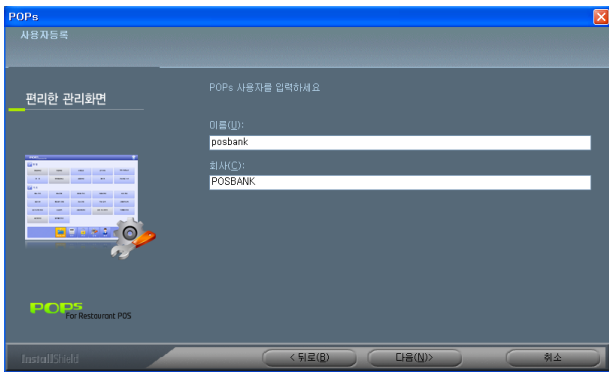 POPs
사용자등록
편리한 관리화면
POPs 사용자를 입력하세요
이름(U):
posbank
회사(C):
POSBANK
POPs
For Restaurant POS
InstallShield
< 뒤로(B)
다음(N)>
취소